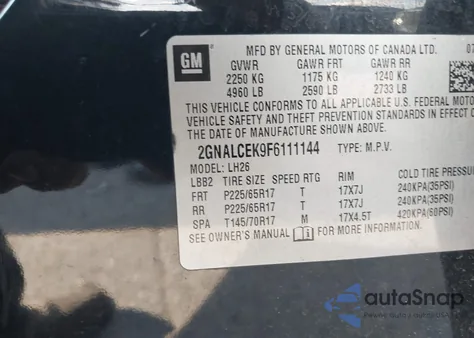 GM
MFD BY GENERAL MOTORS OF CANADA LTD. 07
GVWR GAWR FRT GAWR RR
2250 KG 1175 KG 1240 KG
4960 LB 2590 LB 2733 LB
THIS VEHICLE CONFORMS TO ALL APPLICABLE U.S. FEDERAL MOTOR
VEHICLE SAFETY AND THEFT PREVENTION STANDARDS IN EFFECT
ON THE DATE OF MANUFACTURE SHOWN ABOVE.
2GNALCEK9F6111144 TYPE: M.P.V.
MODEL: LH26
LBB2 TIRE SIZE SPEED RTG RIM
FRT P225/65R17 T 17X7J 240KPA(35PSI)
RR P225/65R17 T 17X7J 240KPA(35PSI)
SPA T145/70R17 M 17X4.5T 420KPA(60PSI)
SEE OWNER'S MANUAL FOR MORE INFORMATION
autoSnap